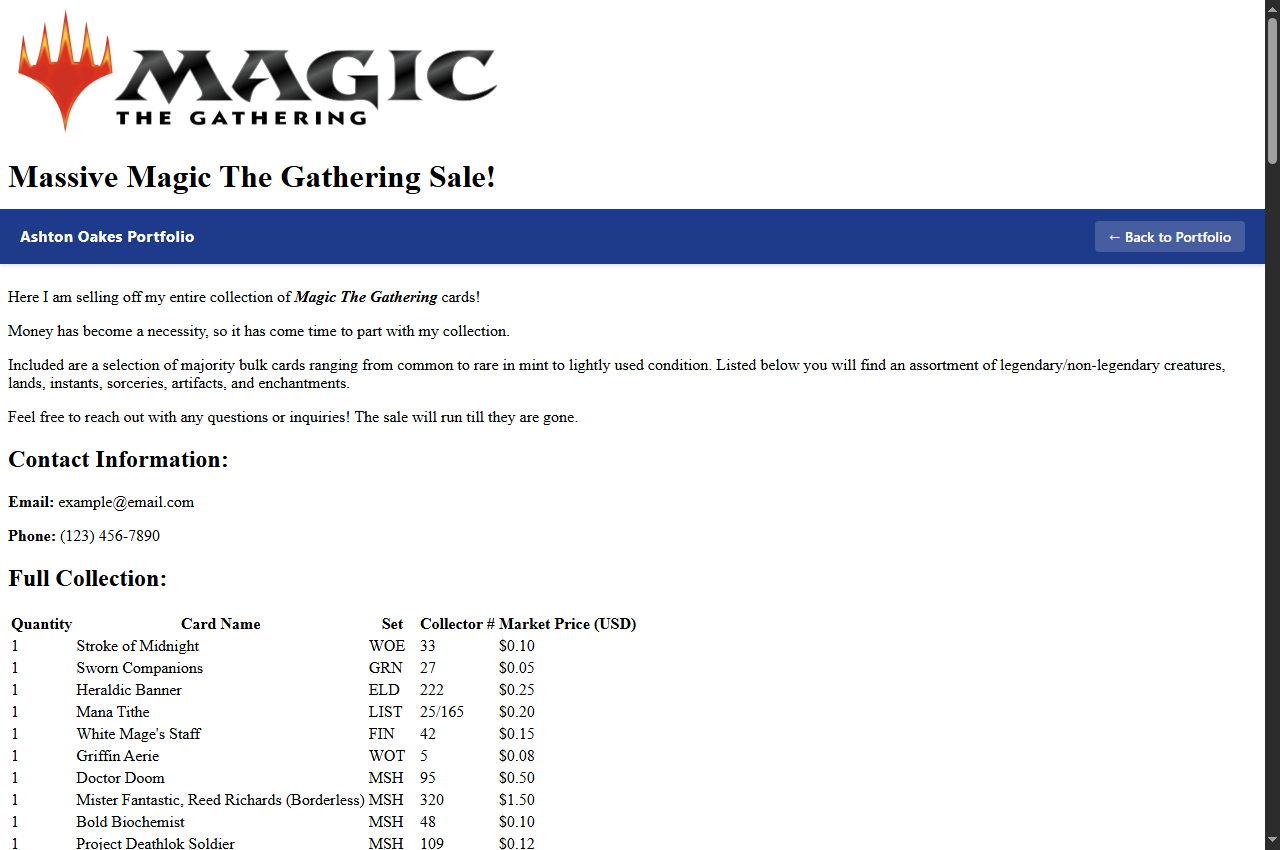 MAGIC
THE GATHERING
Massive Magic The Gathering Sale!
Ashton Oakes Portfolio
← Back to Portfolio
Here I am selling off my entire collection of Magic The Gathering cards!
Money has become a necessity, so it has come time to part with my collection.
Included are a selection of majority bulk cards ranging from common to rare in mint to lightly used condition. Listed below you will find an assortment of legendary/non-legendary creatures,
lands, instants, sorceries, artifacts, and enchantments.
Feel free to reach out with any questions or inquiries! The sale will run till they are gone.
Contact Information:
Email: example@email.com
Phone: (123) 456-7890
Full Collection:
Quantity Card Name Set Collector # Market Price (USD)
1 Stroke of Midnight WOE 33 $0.10
1 Sworn Companions GRN 27 $0.05
1 Heraldic Banner ELD 222 $0.25
1 Mana Tithe LIST 25/165 $0.20
1 White Mage's Staff FIN 42 $0.15
1 Griffin Aerie WOT 5 $0.08
1 Doctor Doom MSH 95 $0.50
1 Mister Fantastic, Reed Richards (Borderless) MSH 320 $1.50
1 Bold Biochemist MSH 48 $0.10
1 Project Deathlok Soldier MSH 109 $0.12